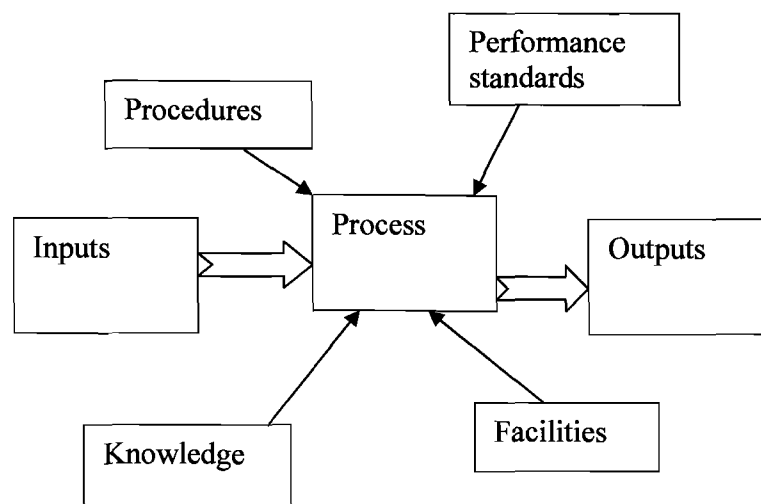 Performance
standards
Procedures
Process
Inputs
Outputs
Facilities
Knowledge